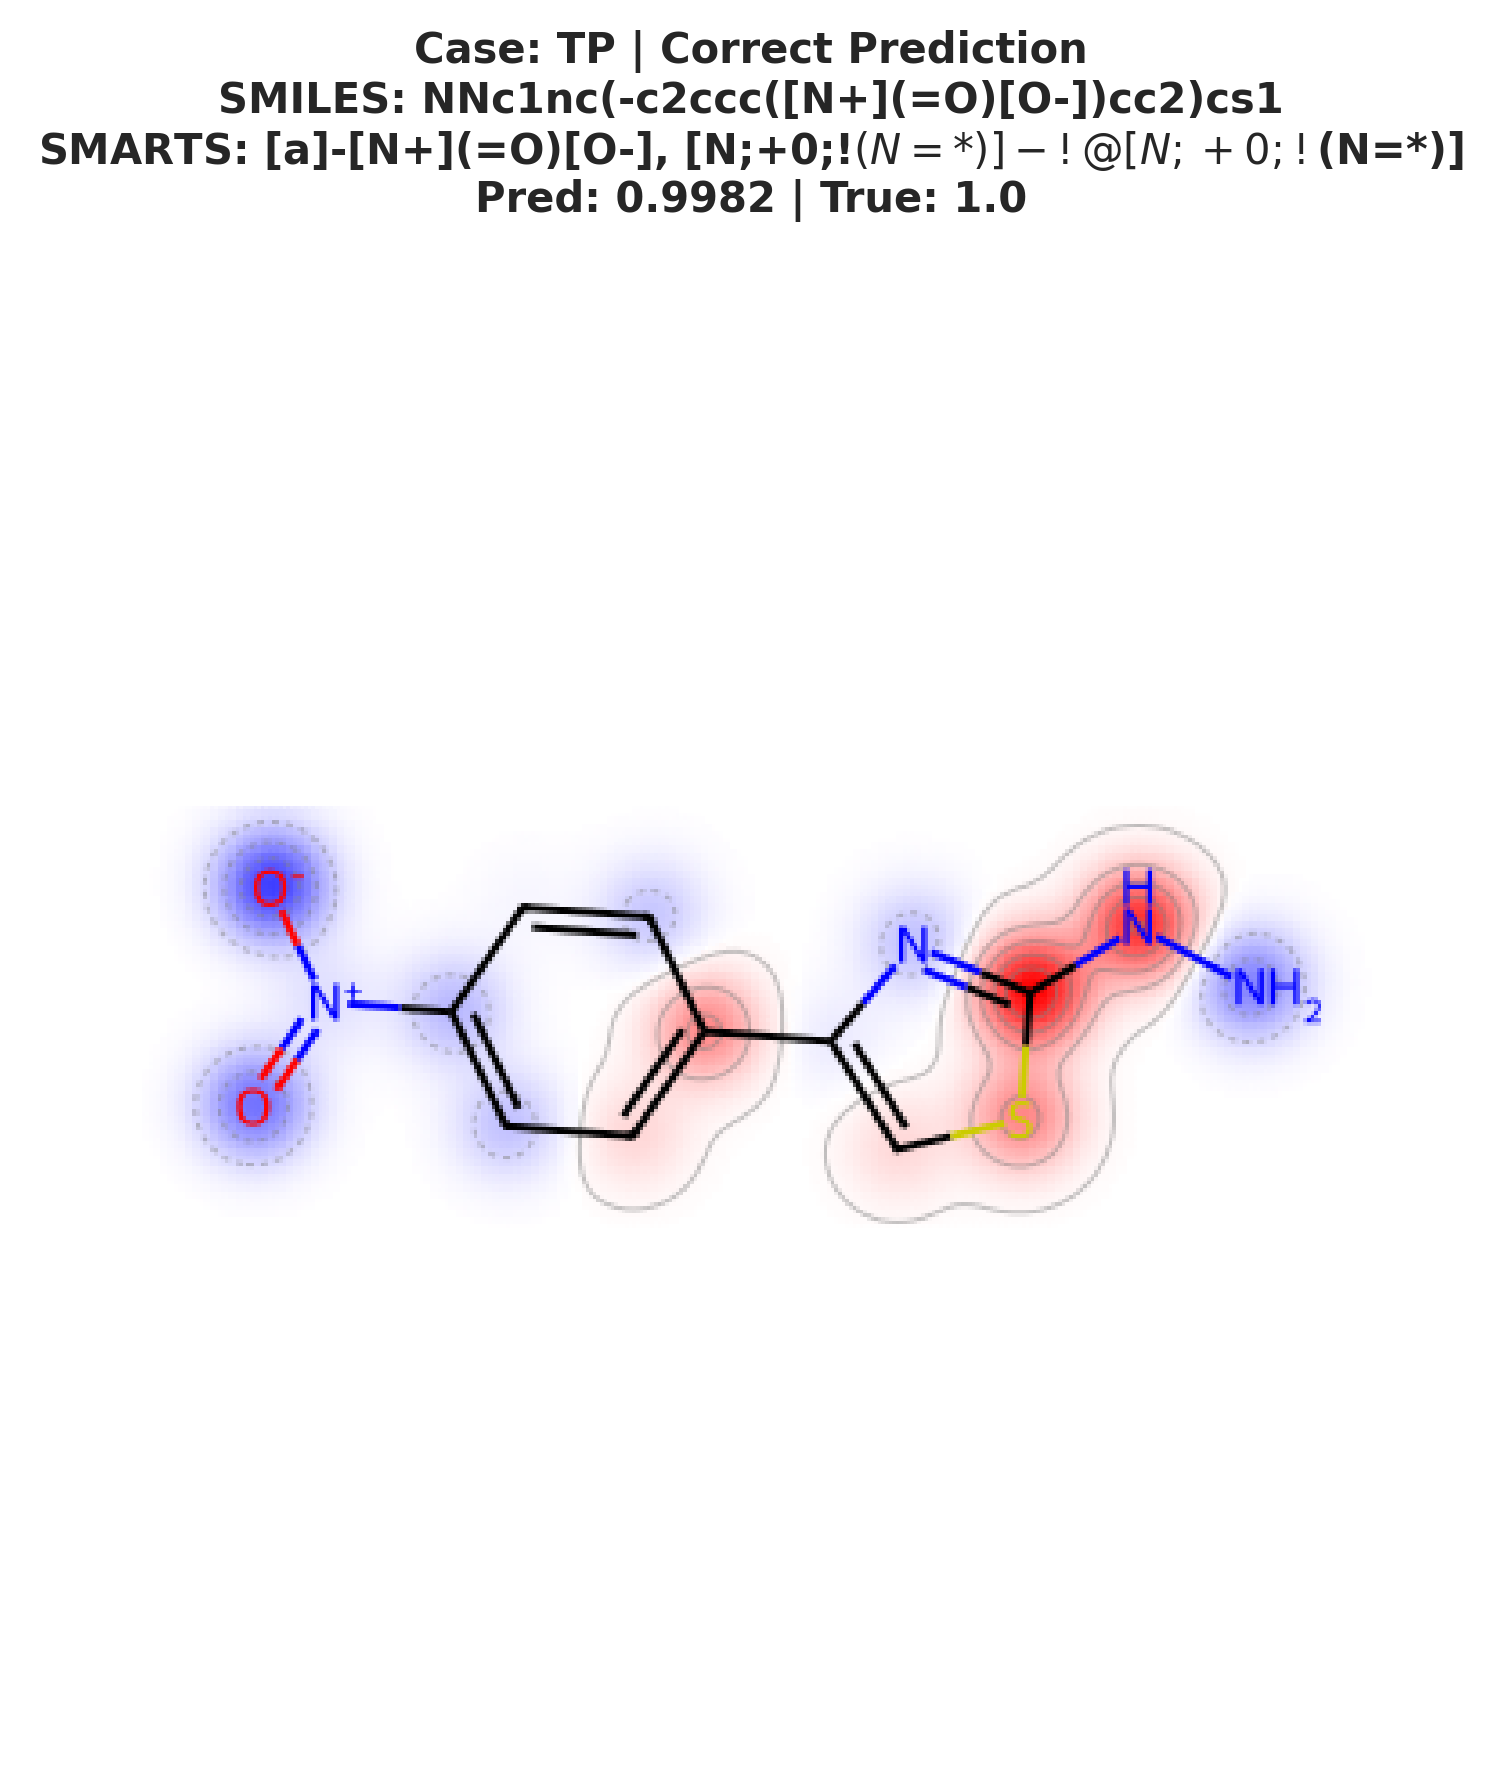 Case: TP | Correct Prediction
SMILES: NNc1nc(-c2ccc([N+](=O)[O-])cc2)cs1
SMARTS: [a]-[N+](=O)[O-], [N;+0;!(N = *)] − ! @[N; + 0; ! (N=*)]
Pred: 0.9982 | True: 1.0
O⁻
H
N
N
N⁺
NH₂
O
S